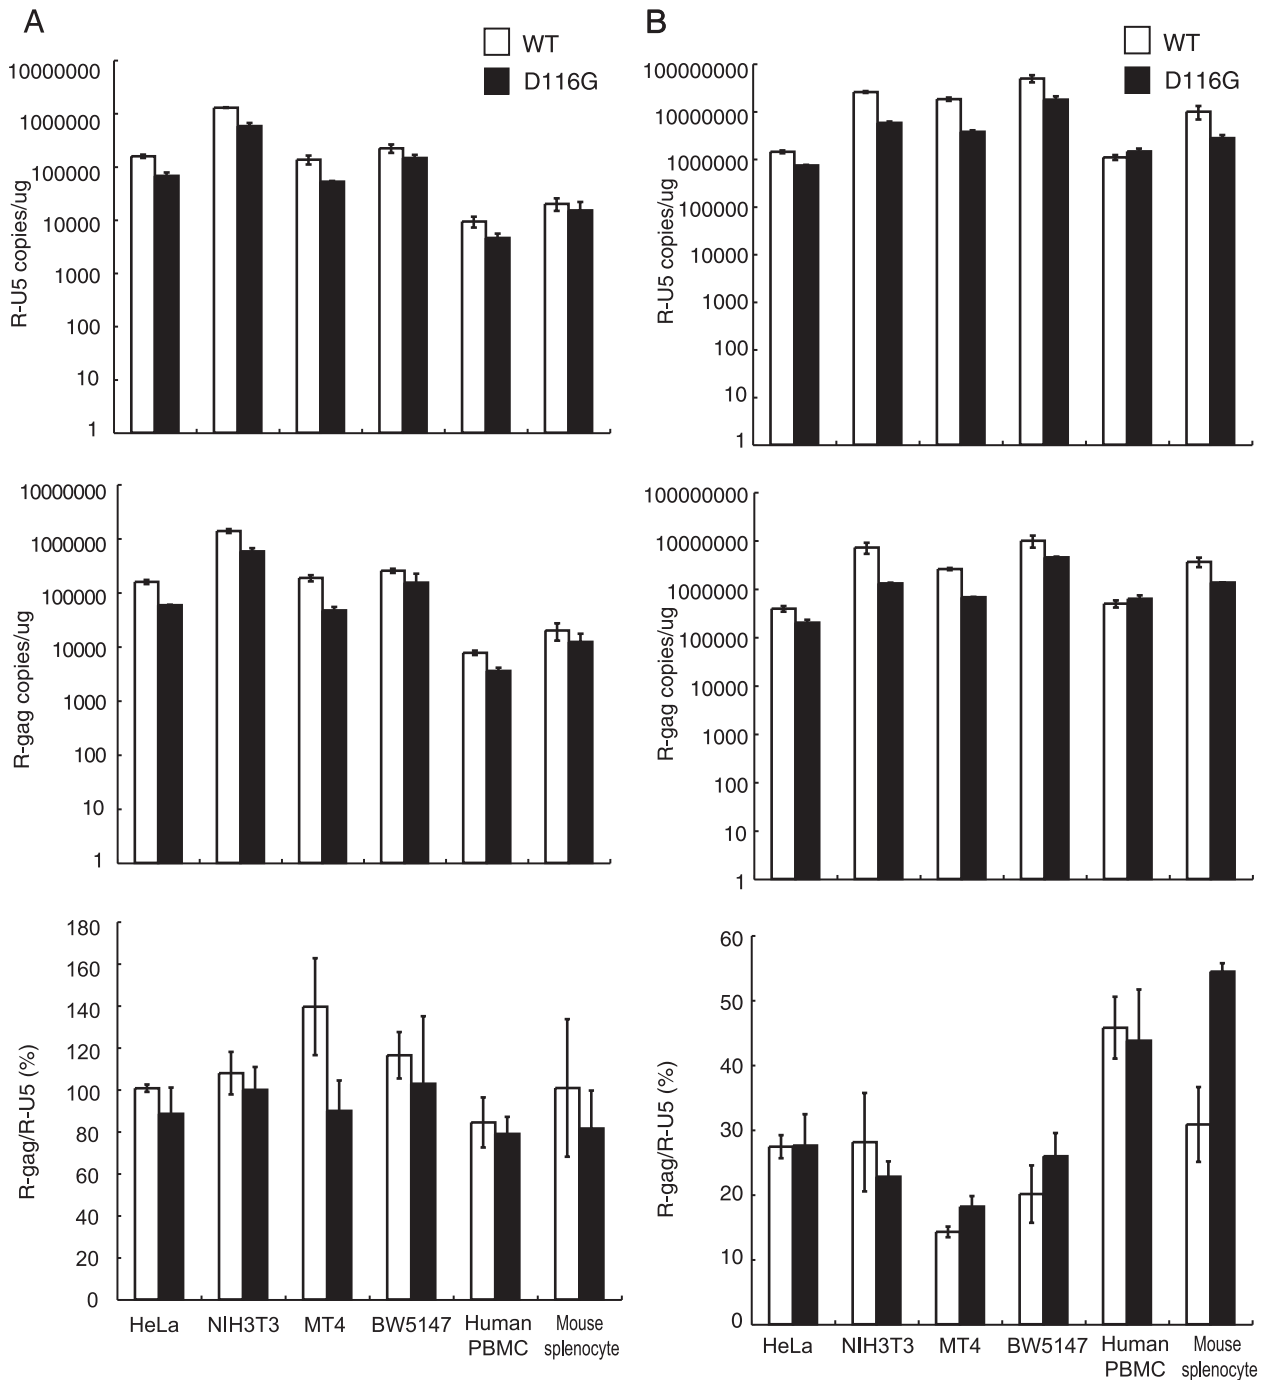 A
WT
D116G
10000000
1000000
100000
10000
1000
100
10
1
R-U5 copies/ug
B
WT
D116G
100000000
10000000
1000000
100000
10000
1000
100
10
1
R-U5 copies/ug
10000000
1000000
100000
10000
1000
100
10
1
R-gag copies/ug
100000000
10000000
1000000
100000
10000
1000
100
10
1
R-gag copies/ug
180
160
140
120
100
80
60
40
20
0
R-gag/R-U5 (%)
HeLa
NIH3T3
MT4
BW5147
Human
PBMC
Mouse
splenocyte
60
50
40
30
20
10
0
R-gag/R-U5 (%)
HeLa
NIH3T3
MT4
BW5147
Human
PBMC
Mouse
splenocyte